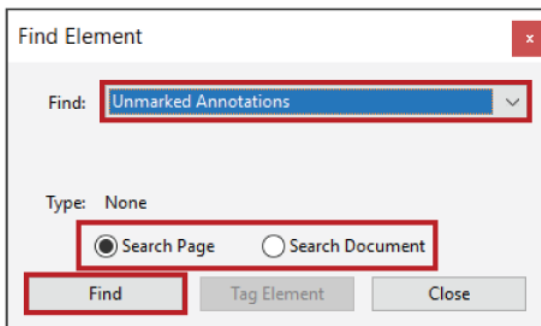 Find Element
x
Find: Unmarked Annotations
Type: None
Search Page Search Document
Find Tag Element Close